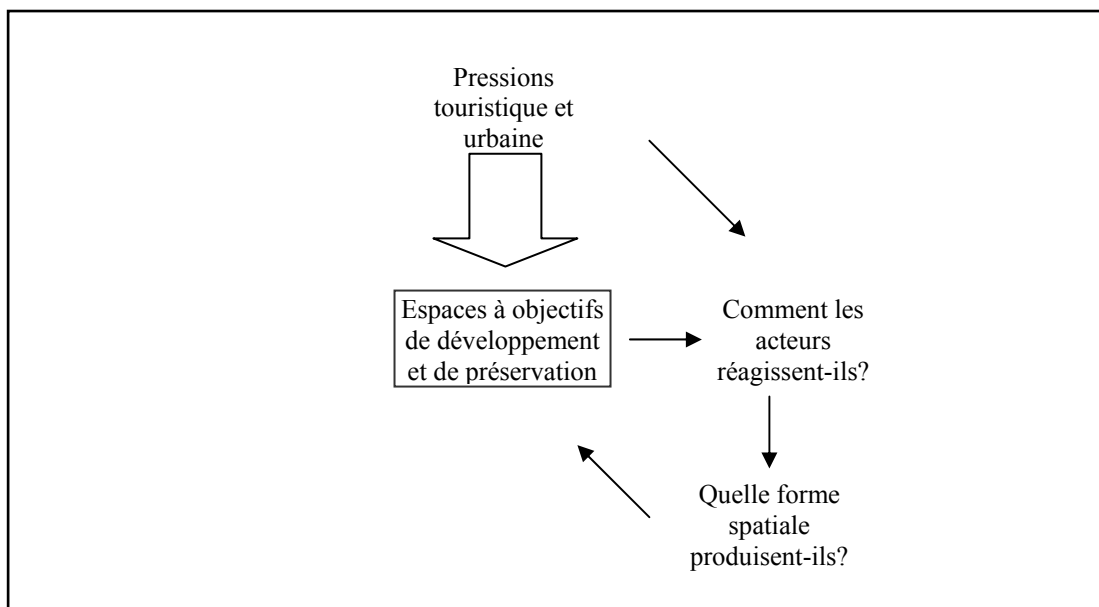 Pressions
touristique et
urbaine
Espaces à objectifs
de développement
et de préservation
Comment les
acteurs
réagissent-ils?
Quelle forme
spatiale
produisent-ils?